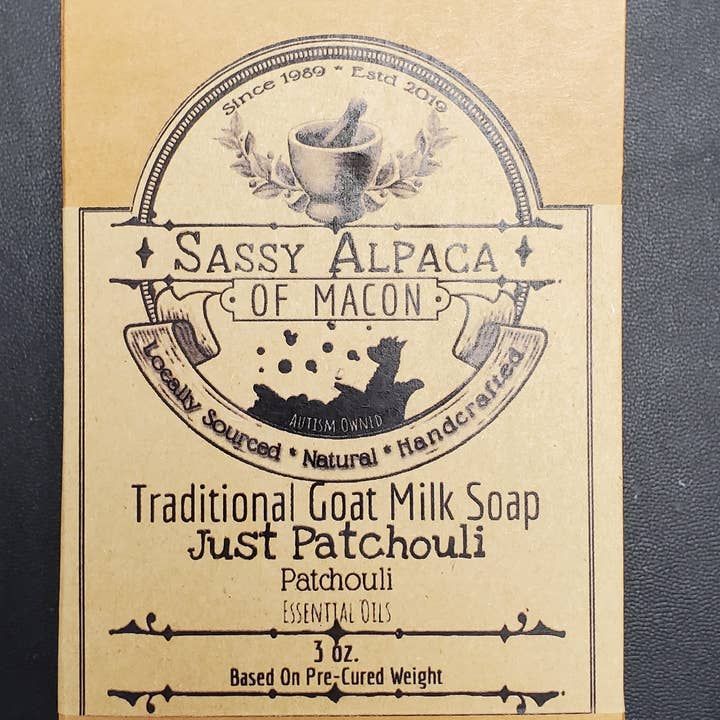 Since 1989 * Estd 2019
Sassy Alpaca
OF MACON
Autism Owned
Locally Sourced * Natural * Handcrafted
Traditional Goat Milk Soap
Just Patchouli
Patchouli
Essential Oils
3 oz.
Based On Pre-Cured Weight